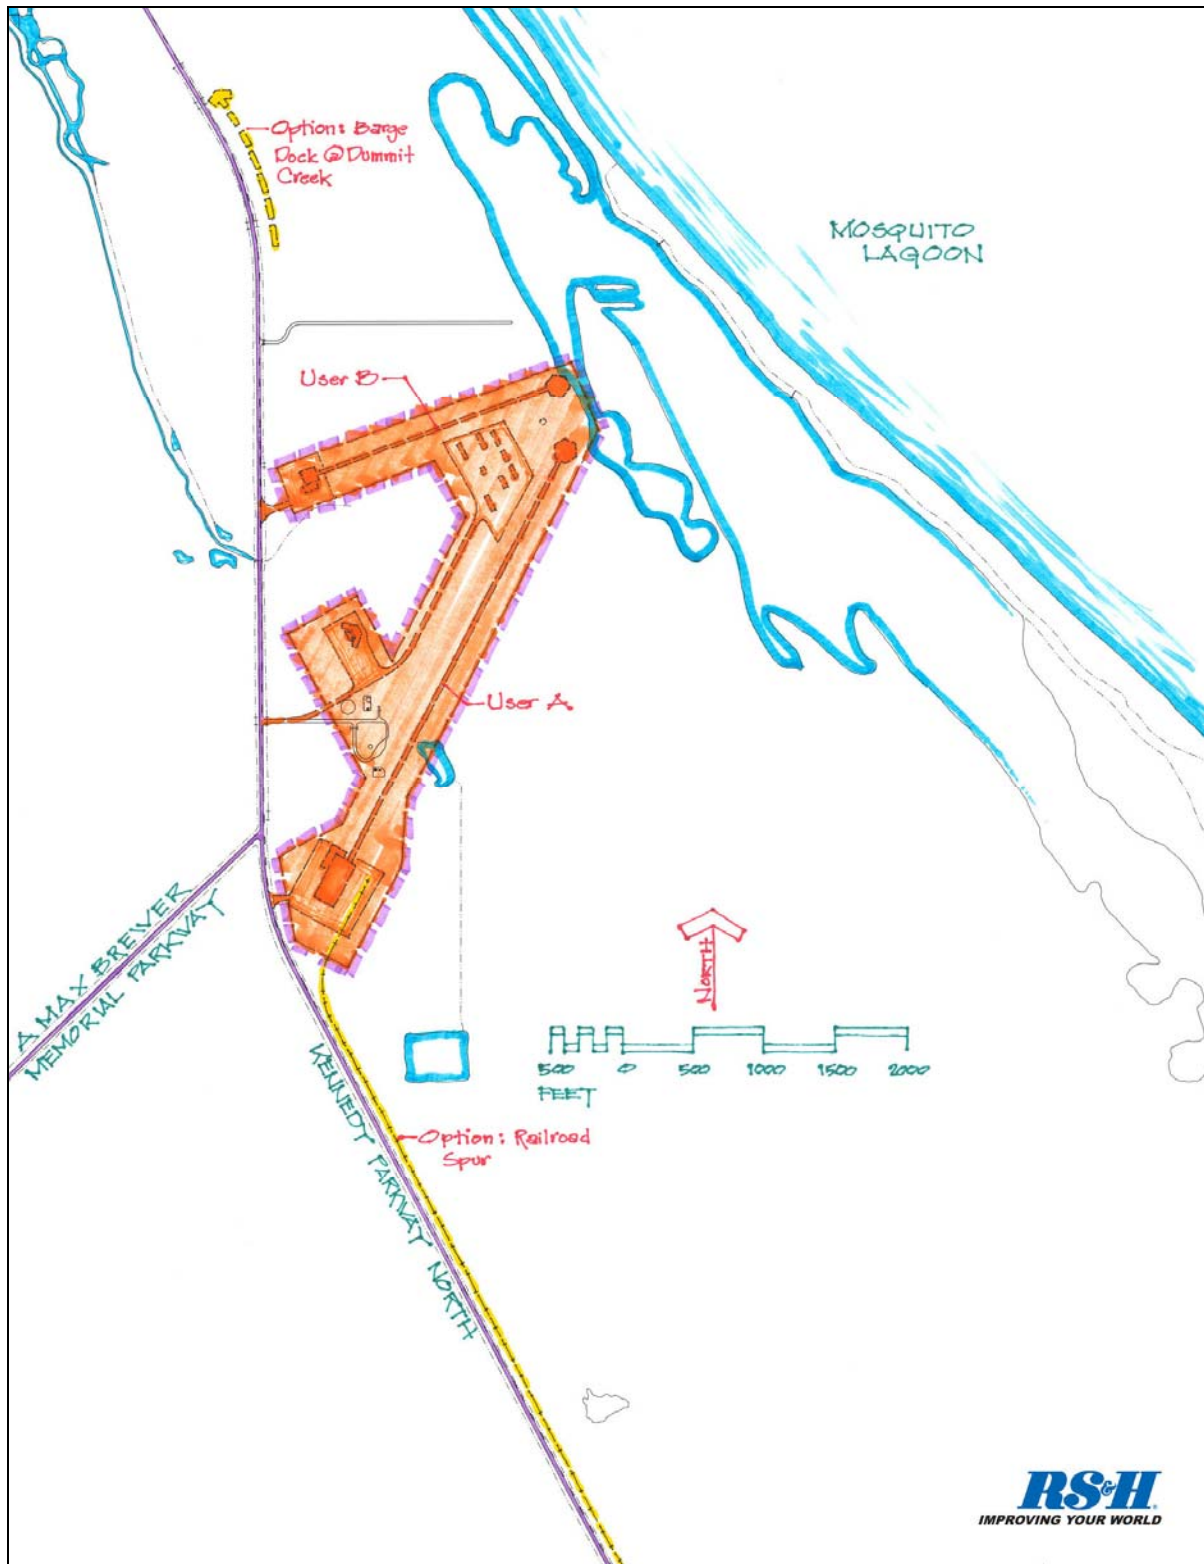 Option: Barge
Dock @ Dummit
Creek
MOSQUITO
LAGOON
User B
User A
A MAX BREWER
MEMORIAL PARKWAY
NORTH
500 0 500 1000 1500 2000
FEET
KENNEDY PARKWAY NORTH
Option: Railroad
Spur
RS&H
IMPROVING YOUR WORLD